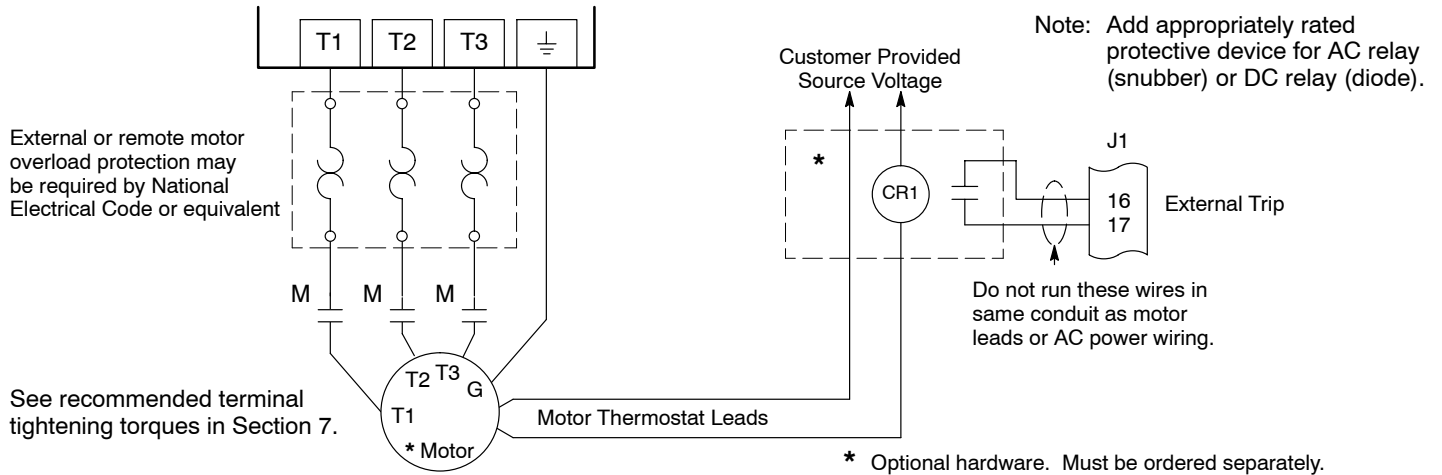 T1 T2 T3
Note: Add appropriately rated
protective device for AC relay
(snubber) or DC relay (diode).
Customer Provided
Source Voltage
External or remote motor
overload protection may
be required by National
Electrical Code or equivalent
*
CR1
J1
16
17
External Trip
Do not run these wires in
same conduit as motor
leads or AC power wiring.
M M M
See recommended terminal
tightening torques in Section 7.
T2 T3
G
T1
* Motor
Motor Thermostat Leads
* Optional hardware. Must be ordered separately.